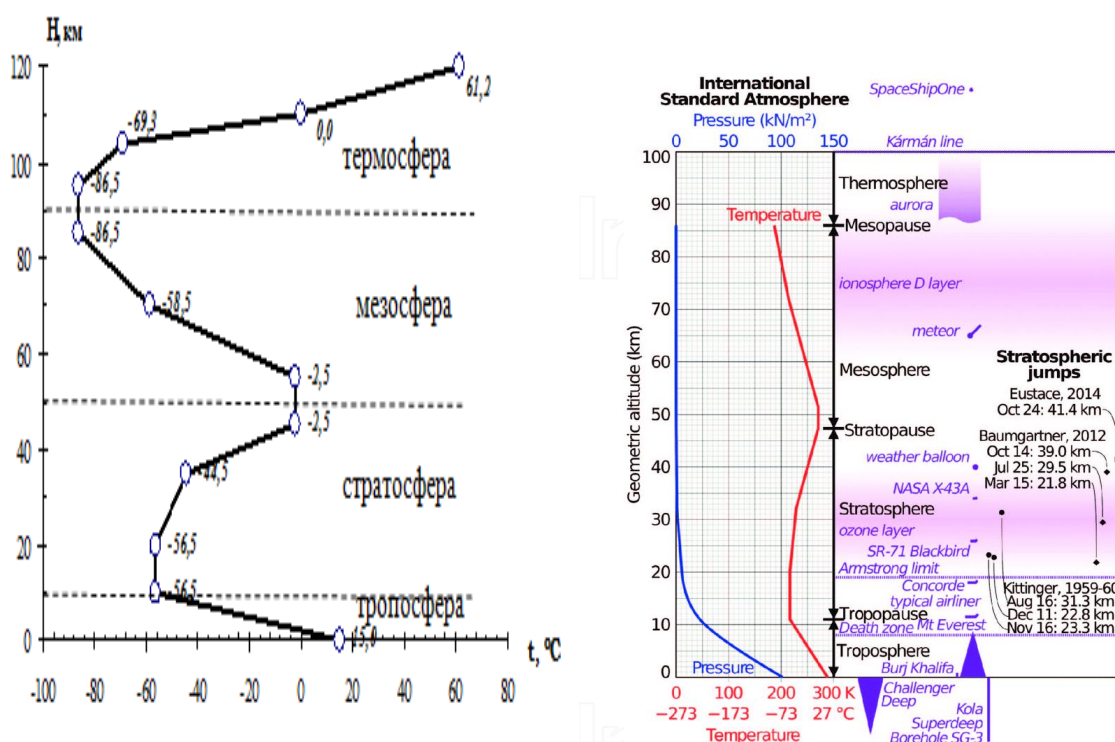 H, км
120
61,2
-69,3
0,0
термосфера
100
-86,5
-86,5
80
мезосфера
-58,5
60
-2,5
-2,5
40
-44,5
стратосфера
20
-56,5
-56,5
тропосфера
0
15,0
t, °C
-100 -80 -60 -40 -20 0 20 40 60 80
International
Standard Atmosphere
Pressure (kN/m²)
0 50 100 150
SpaceShipOne
Kármán line
Geometric altitude (km)
100
90
80
70
60
50
40
30
20
10
0
Temperature
Pressure
Thermosphere
aurora
Mesopause
ionosphere D layer
meteor
Mesosphere
Stratopause
weather balloon
NASA X-43A
Stratosphere
ozone layer
SR-71 Blackbird
Armstrong limit
Concorde
typical airliner
Tropopause
Death zone Mt Everest
Troposphere
Burj Khalifa
Challenger
Deep
Kola
Superdeep
Borehole SG-3
Stratospheric
jumps
Eustace, 2014
Oct 24: 41.4 km
Baumgartner, 2012
Oct 14: 39.0 km
Jul 25: 29.5 km
Mar 15: 21.8 km
Kittinger, 1959-60
Aug 16: 31.3 km
Dec 11: 22.8 km
Nov 16: 23.3 km
0 100 200 300 K
−273 −173 −73 27 °C
Temperature